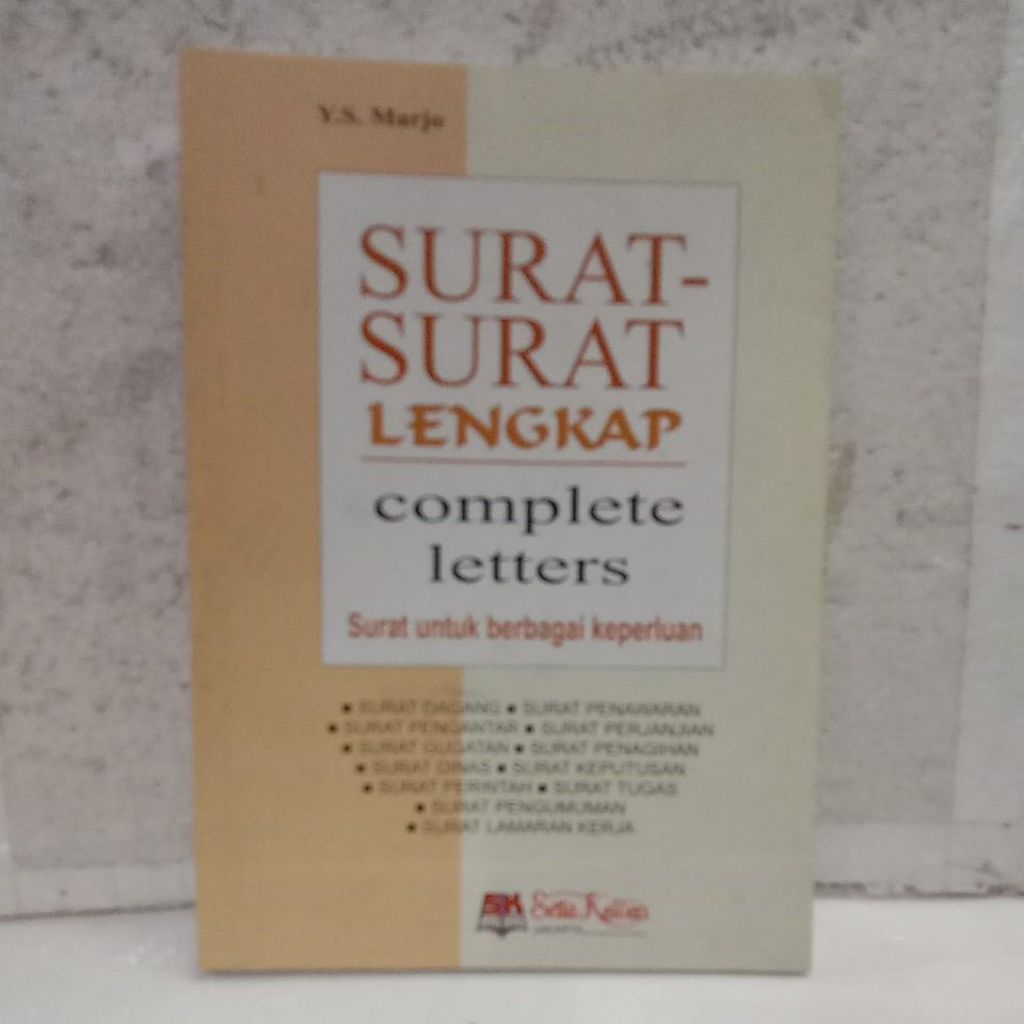 Y.S. Marjo
SURAT-
SURAT
LENGKAP
complete
letters
Surat untuk berbagai keperluan
▪ SURAT DAGANG ▪ SURAT PENAWARAN
▪ SURAT PENGANTAR ▪ SURAT PERJANJIAN
▪ SURAT GUGATAN ▪ SURAT PENAGIHAN
▪ SURAT DINAS ▪ SURAT KEPUTUSAN
▪ SURAT PERINTAH ▪ SURAT TUGAS
▪ SURAT PENGUMUMAN
▪ SURAT LAMARAN KERJA
SK Setia Kawan